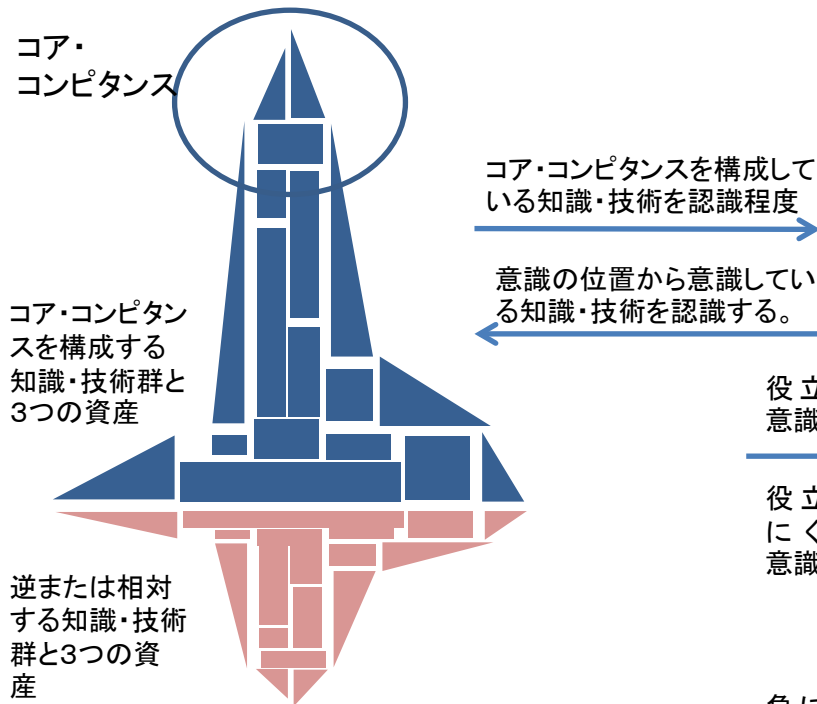 コア・
コンピタンス
コア・コンピタンスを構成して
いる知識・技術を認識程度
意識の位置から意識してい
る知識・技術を認識する。
コア・コンピタン
スを構成する
知識・技術群と
3つの資産
役立
意識
役立
にく
意識
逆または相対
する知識・技術
群と3つの資
産